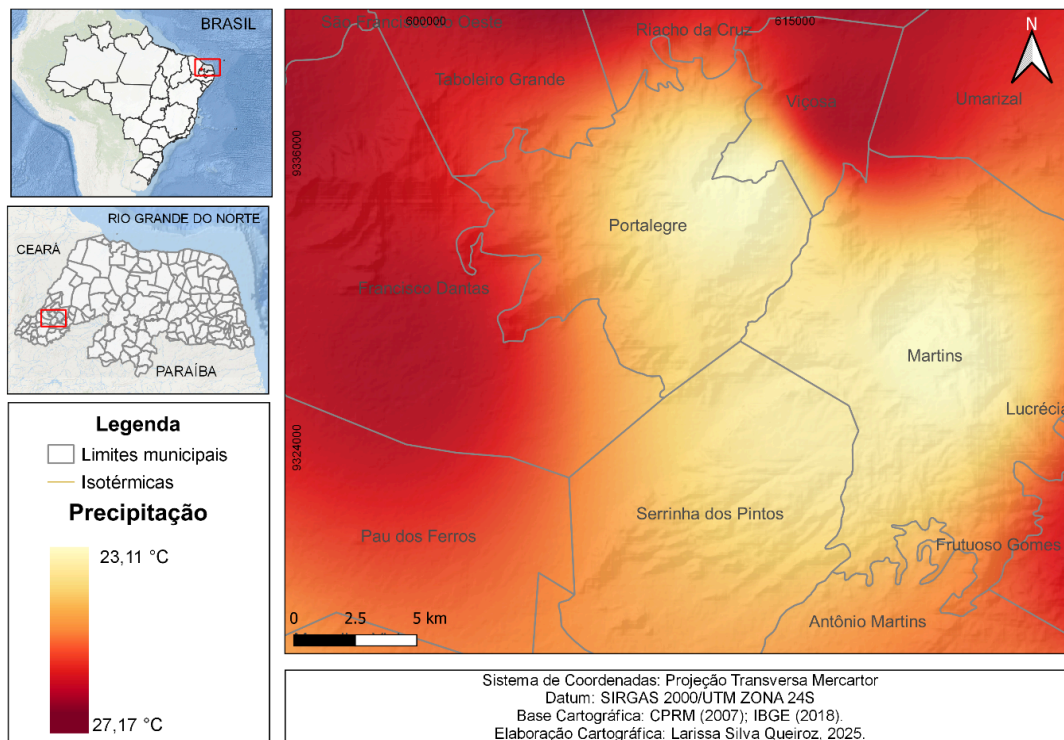 BRASIL
RIO GRANDE DO NORTE
CEARÁ
PARAÍBA
Legenda
Limites municipais
Isotérmicas
Precipitação
23,11 °C
27,17 °C
600000
615000
9336000
9324000
N
Riacho da Cruz
Taboleiro Grande
Viçosa
Umarizal
Portalegre
Francisco Dantas
Martins
Lucrécia
Serrinha dos Pintos
Pau dos Ferros
Frutuoso Gomes
Antônio Martins
0 2.5 5 km
Sistema de Coordenadas: Projeção Transversa Mercartor
Datum: SIRGAS 2000/UTM ZONA 24S
Base Cartográfica: CPRM (2007); IBGE (2018).
Elaboração Cartográfica: Larissa Silva Queiroz, 2025.